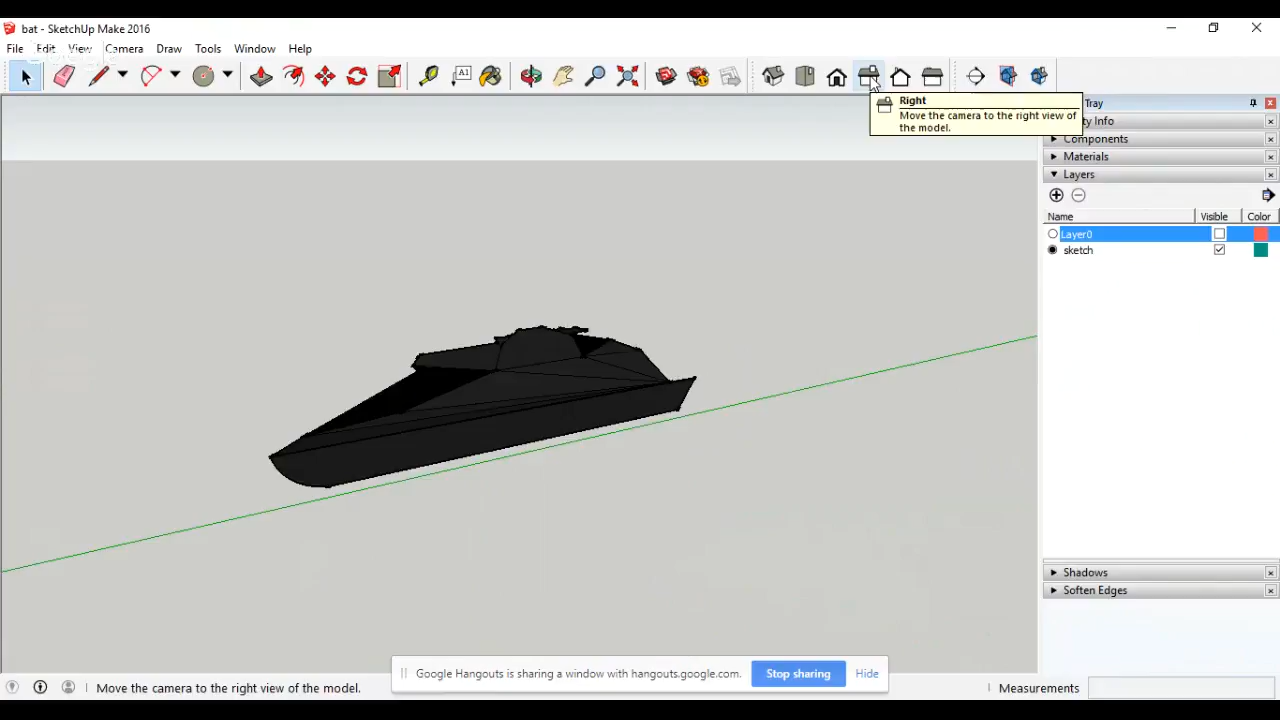 bat - SketchUp Make 2016
File Edit View Camera Draw Tools Window Help
A1
Right
Move the camera to the right view of
the model.
Tray
ty Info
Components
Materials
Layers
Name Visible Color
Layer0
sketch
Shadows
Soften Edges
Google Hangouts is sharing a window with hangouts.google.com. Stop sharing Hide
Move the camera to the right view of the model. Measurements